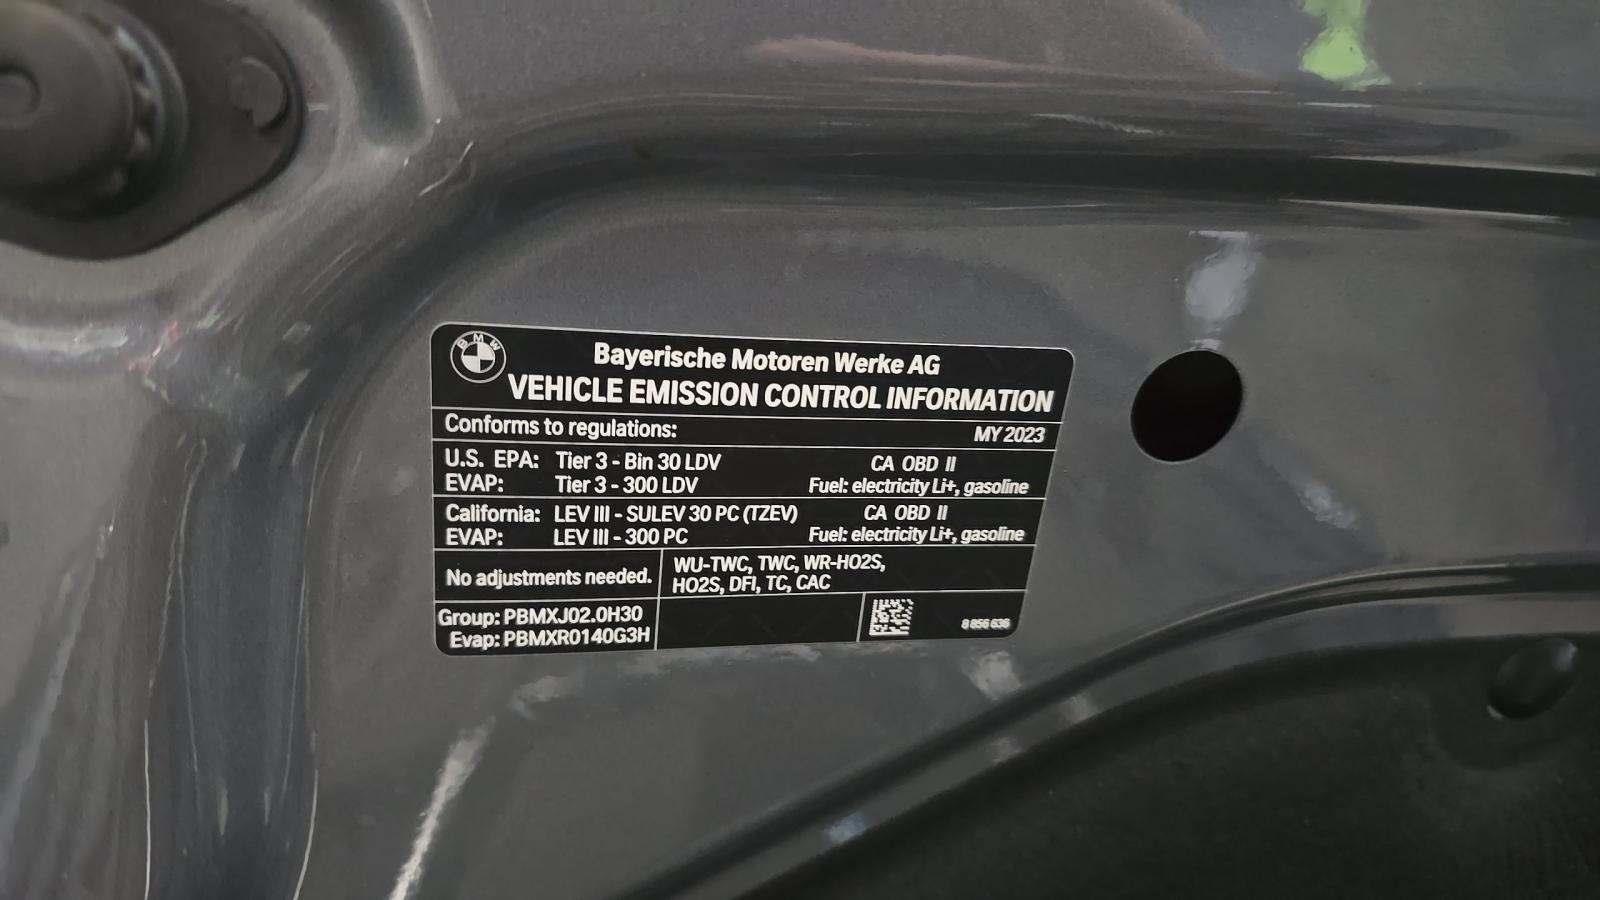 BMW
Bayerische Motoren Werke AG
VEHICLE EMISSION CONTROL INFORMATION
Conforms to regulations: MY 2023
U.S. EPA: Tier 3 - Bin 30 LDV CA OBD II
EVAP: Tier 3 - 300 LDV Fuel: electricity Li+, gasoline
California: LEV III - SULEV 30 PC (TZEV) CA OBD II
EVAP: LEV III - 300 PC Fuel: electricity Li+, gasoline
No adjustments needed.
WU-TWC, TWC, WR-HO2S,
HO2S, DFI, TC, CAC
Group: PBMXJ02.0H30
Evap: PBMXR0140G3H
8 856 636